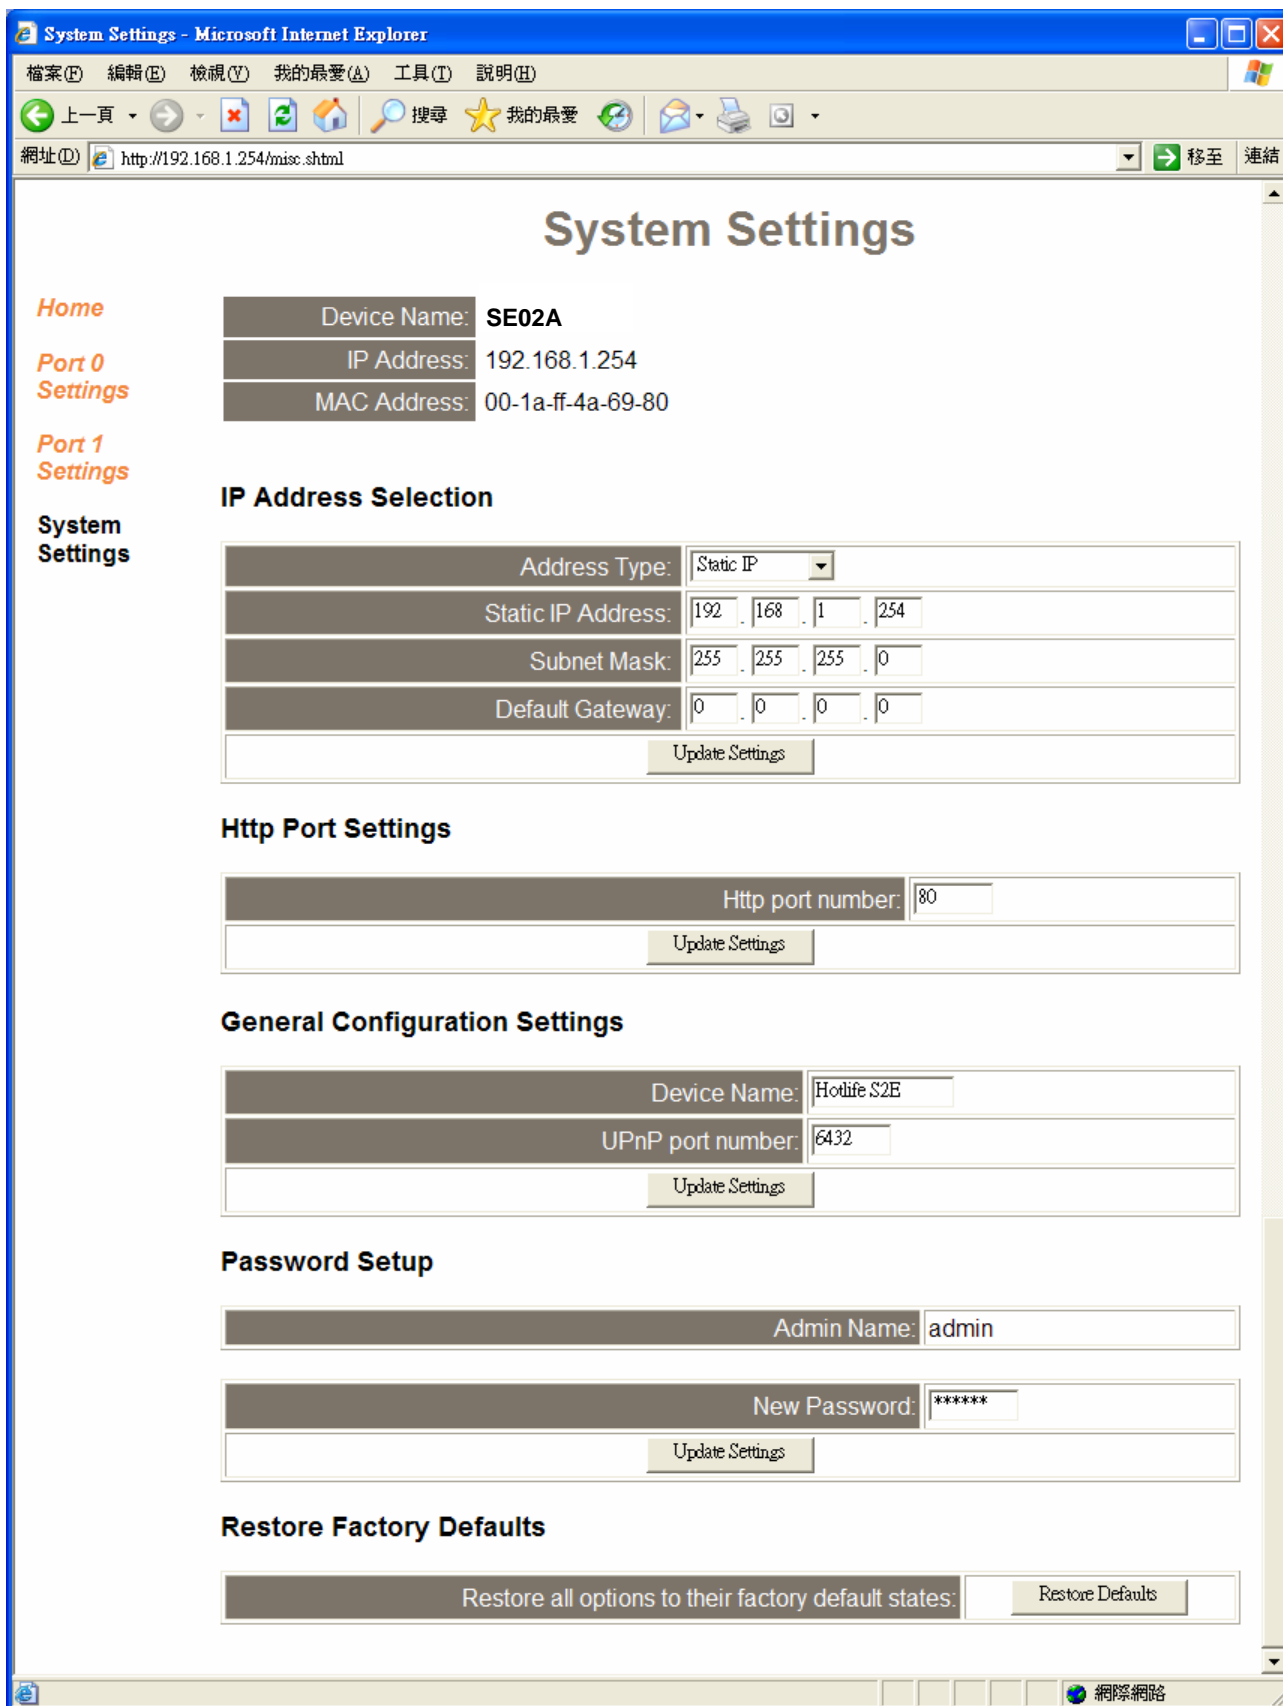 System Settings - Microsoft Internet Explorer
檔案(F) 編輯(E) 檢視(V) 我的最愛(A) 工具(T) 說明(H)
上一頁 搜尋 我的最愛
網址(D) http://192.168.1.254/misc.shtml 移至 連結
System Settings
Home
Port 0
Settings
Port 1
Settings
System
Settings
Device Name: SE02A
IP Address: 192.168.1.254
MAC Address: 00-1a-ff-4a-69-80
IP Address Selection
Address Type: Static IP
Static IP Address: 192 . 168 . 1 . 254
Subnet Mask: 255 . 255 . 255 . 0
Default Gateway: 0 . 0 . 0 . 0
Update Settings
Http Port Settings
Http port number: 80
Update Settings
General Configuration Settings
Device Name: Hotlife S2E
UPnP port number: 6432
Update Settings
Password Setup
Admin Name: admin
New Password: ******
Update Settings
Restore Factory Defaults
Restore all options to their factory default states: Restore Defaults
網際網路